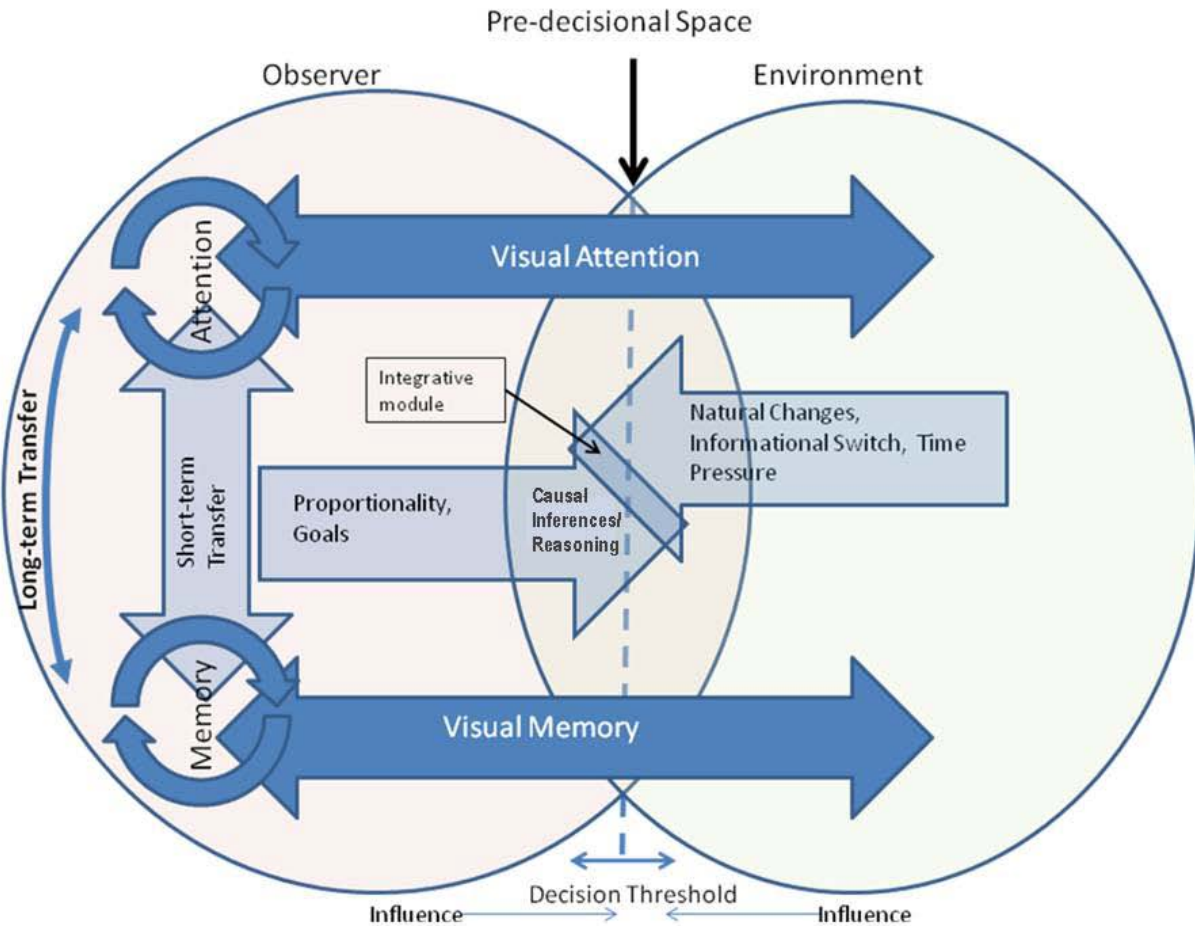 Pre-decisional Space
Observer
Environment
Visual Attention
Attention
Integrative
module
Natural Changes,
Informational Switch, Time
Pressure
Long-term Transfer
Short-term
Transfer
Proportionality,
Goals
Causal
Inferences/
Reasoning
Memory
Visual Memory
Decision Threshold
Influence
Influence